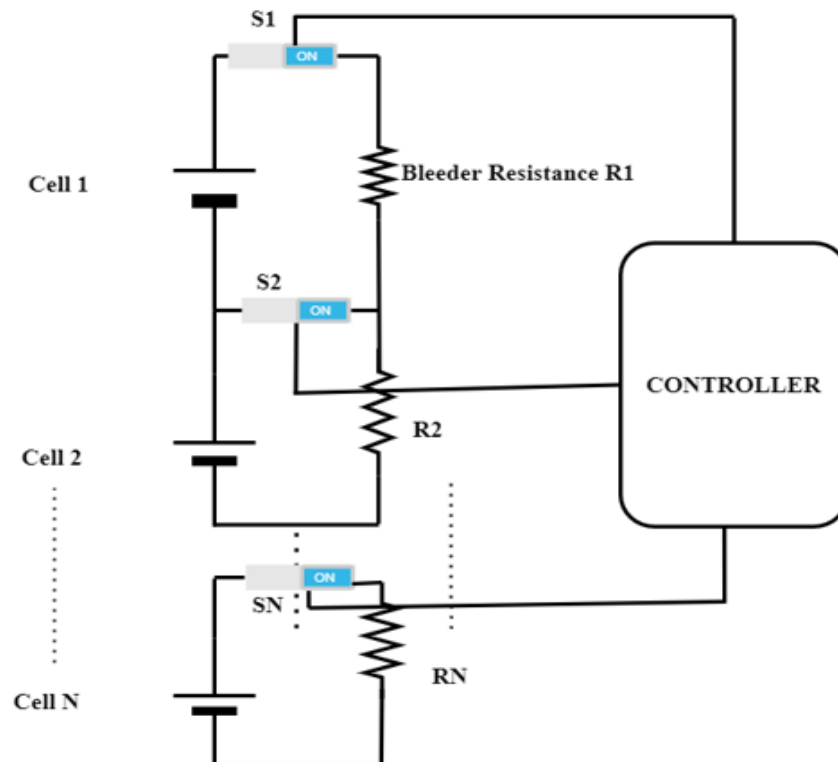 S1
ON
Cell 1
Bleeder Resistance R1
S2
ON
CONTROLLER
R2
Cell 2
ON
SN
RN
Cell N